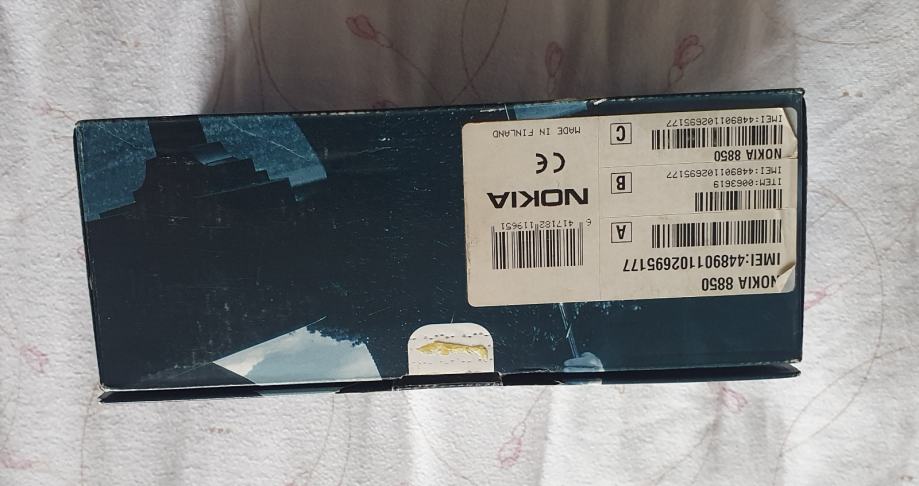 NOKIA 8850
IMEI:448901102695177
A
ITEM:0063619
IMEI:448901102695177
B
NOKIA 8850
IMEI:448901102695177
C
6 417182 119651
NOKIA
CE
MADE IN FINLAND